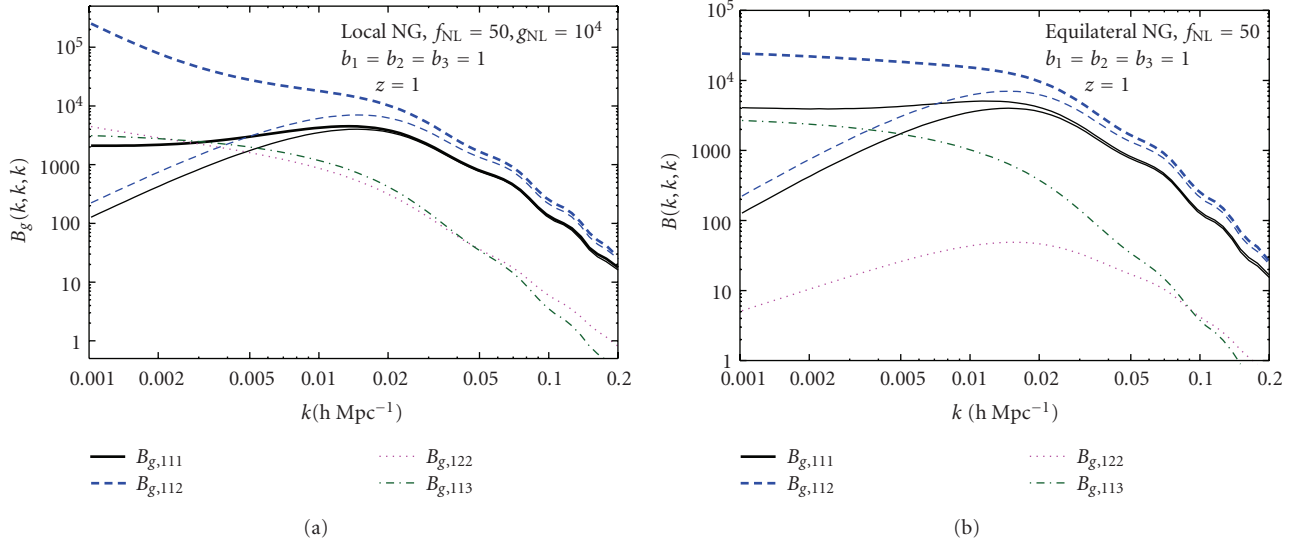 Local NG, f_NL = 50, g_NL = 10^4
b_1 = b_2 = b_3 = 1
z = 1
B_g(k, k, k)
10^5
10^4
1000
100
10
1
0.001 0.002 0.005 0.01 0.02 0.05 0.1 0.2
k(h Mpc^−1)
B_g,111
B_g,112
B_g,122
B_g,113
(a)
Equilateral NG, f_NL = 50
b_1 = b_2 = b_3 = 1
z = 1
B(k, k, k)
10^5
10^4
1000
100
10
1
0.001 0.002 0.005 0.01 0.02 0.05 0.1 0.2
k (h Mpc^−1)
B_g,111
B_g,112
B_g,122
B_g,113
(b)